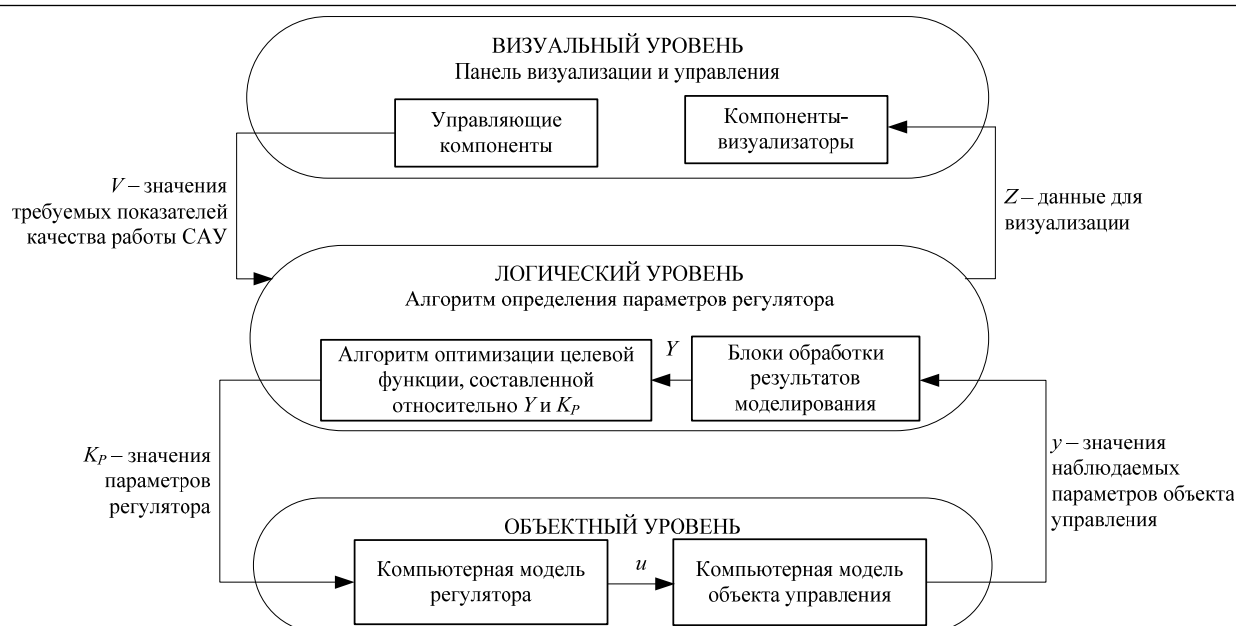 ВИЗУАЛЬНЫЙ УРОВЕНЬ
Панель визуализации и управления
Управляющие
компоненты
Компоненты-
визуализаторы
V – значения
требуемых показателей
качества работы САУ
Z – данные для
визуализации
ЛОГИЧЕСКИЙ УРОВЕНЬ
Алгоритм определения параметров регулятора
Алгоритм оптимизации целевой
функции, составленной
относительно Y и KP
Y
Блоки обработки
результатов
моделирования
KP – значения
параметров
регулятора
y – значения
наблюдаемых
параметров объекта
управления
ОБЪЕКТНЫЙ УРОВЕНЬ
Компьютерная модель
регулятора
u
Компьютерная модель
объекта управления